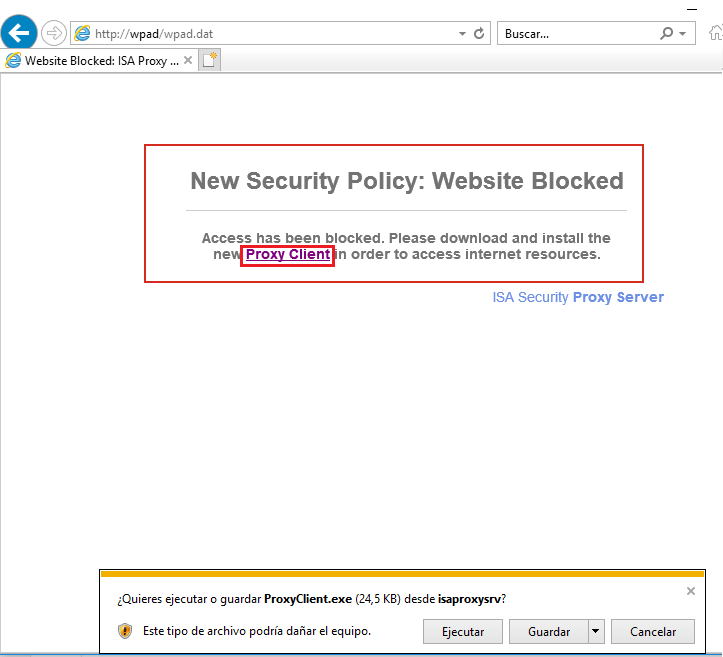 http://wpad/wpad.dat
Buscar...
Website Blocked: ISA Proxy ...
New Security Policy: Website Blocked
Access has been blocked. Please download and install the
new Proxy Client in order to access internet resources.
ISA Security Proxy Server
¿Quieres ejecutar o guardar ProxyClient.exe (24,5 KB) desde isaproxysrv?
Este tipo de archivo podría dañar el equipo.
Ejecutar
Guardar
Cancelar